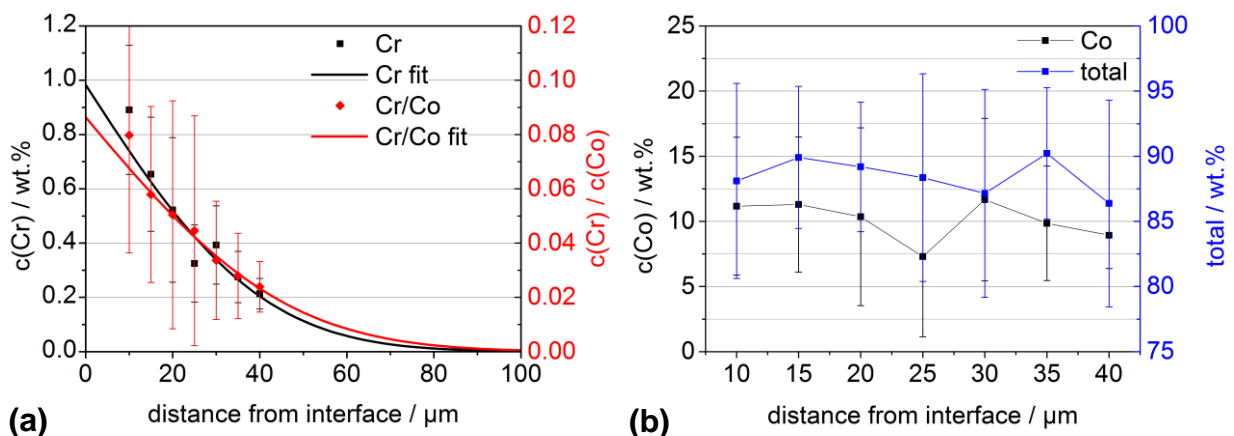 1.2
1.0
0.8
0.6
0.4
0.2
0.0
c(Cr) / wt.%
0 20 40 60 80 100
distance from interface / µm
0.12
0.10
0.08
0.06
0.04
0.02
0.00
c(Cr) / c(Co)
Cr
Cr fit
Cr/Co
Cr/Co fit
(a)
25
20
15
10
5
0
c(Co) / wt.%
10 15 20 25 30 35 40
distance from interface / µm
100
95
90
85
80
75
total / wt.%
Co
total
(b)